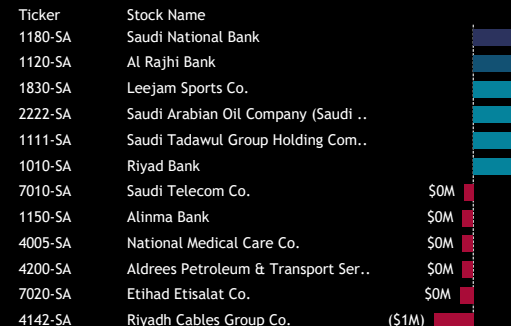 Ticker Stock Name
1180-SA Saudi National Bank
1120-SA Al Rajhi Bank
1830-SA Leejam Sports Co.
2222-SA Saudi Arabian Oil Company (Saudi ..
1111-SA Saudi Tadawul Group Holding Com..
1010-SA Riyad Bank
7010-SA Saudi Telecom Co. $0M
1150-SA Alinma Bank $0M
4005-SA National Medical Care Co. $0M
4200-SA Aldrees Petroleum & Transport Ser.. $0M
7020-SA Etihad Etisalat Co. $0M
4142-SA Riyadh Cables Group Co. ($1M)